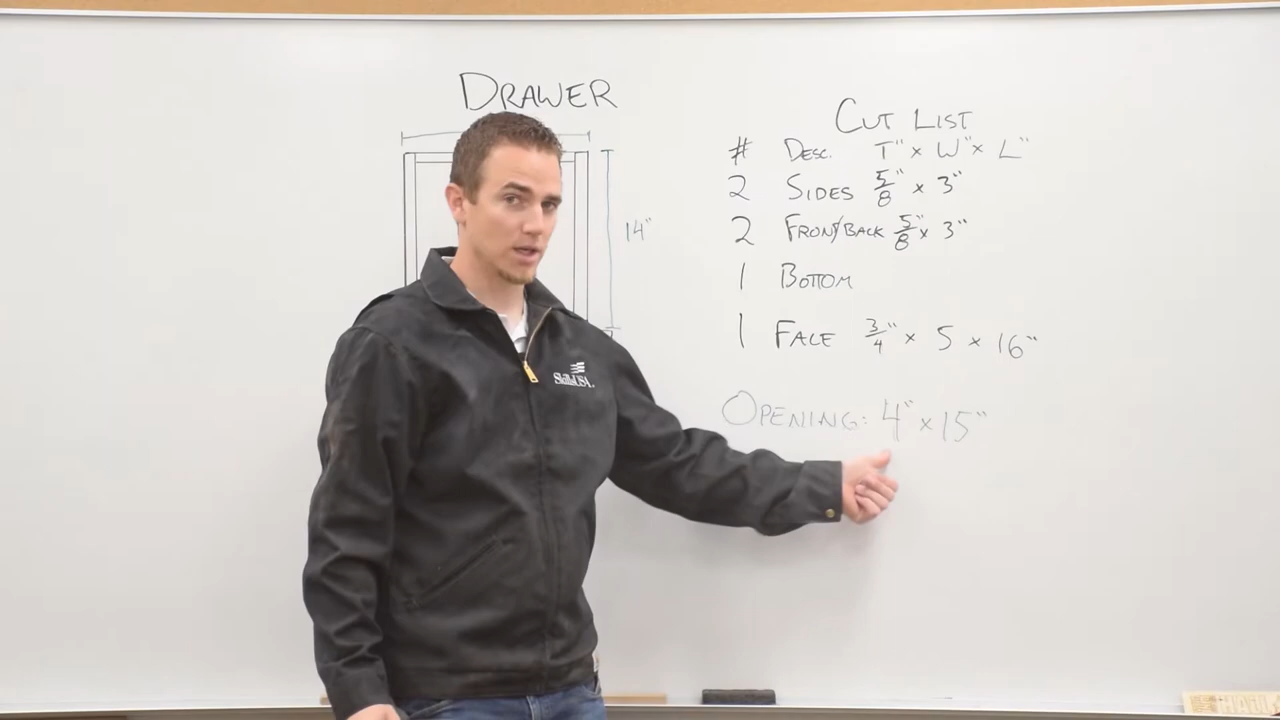 DRAWER
14"
CUT LIST
# DESC. T" x W" x L"
2 SIDES 5/8" x 3"
2 FRONT/BACK 5/8" x 3"
1 BOTTOM
1 FACE 3/4" x 5 x 16"
OPENING: 4" x 15"
SkillsUSA